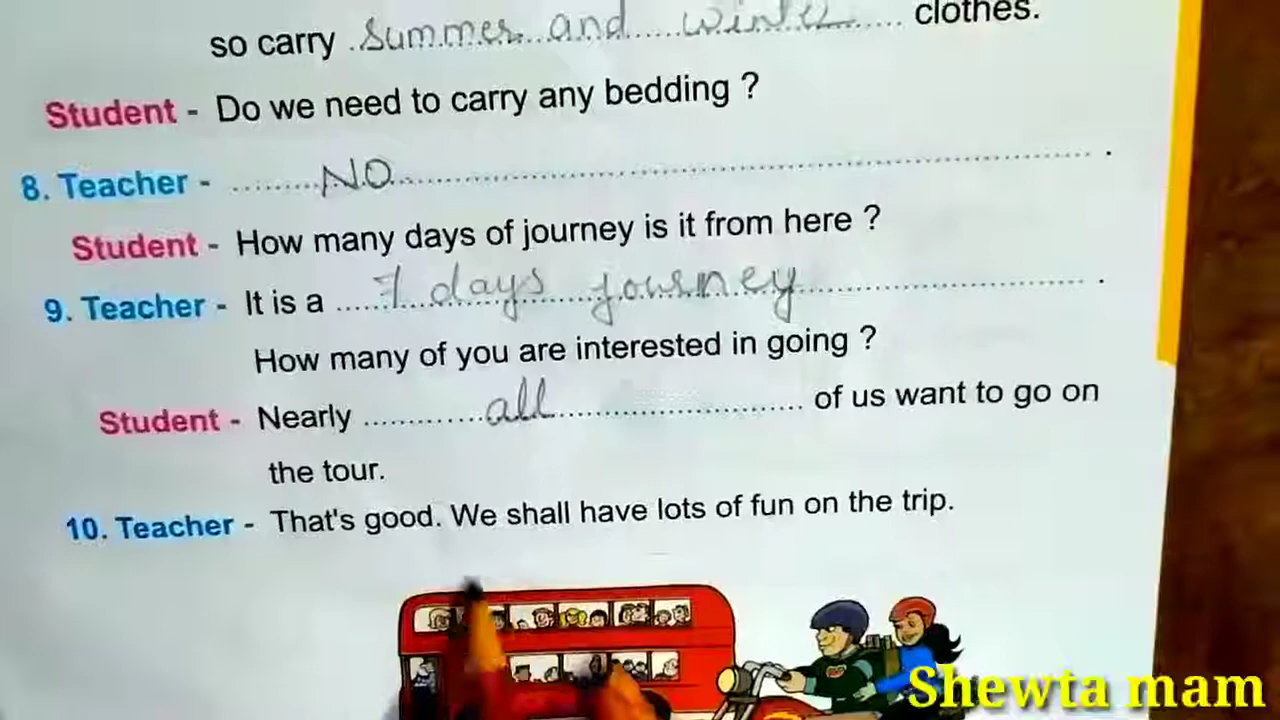 so carry summer and winter clothes.
Student - Do we need to carry any bedding ?
8. Teacher - NO .
Student - How many days of journey is it from here ?
9. Teacher - It is a 7 days journey .
How many of you are interested in going ?
Student - Nearly all of us want to go on
the tour.
10. Teacher - That's good. We shall have lots of fun on the trip.
Shewta mam